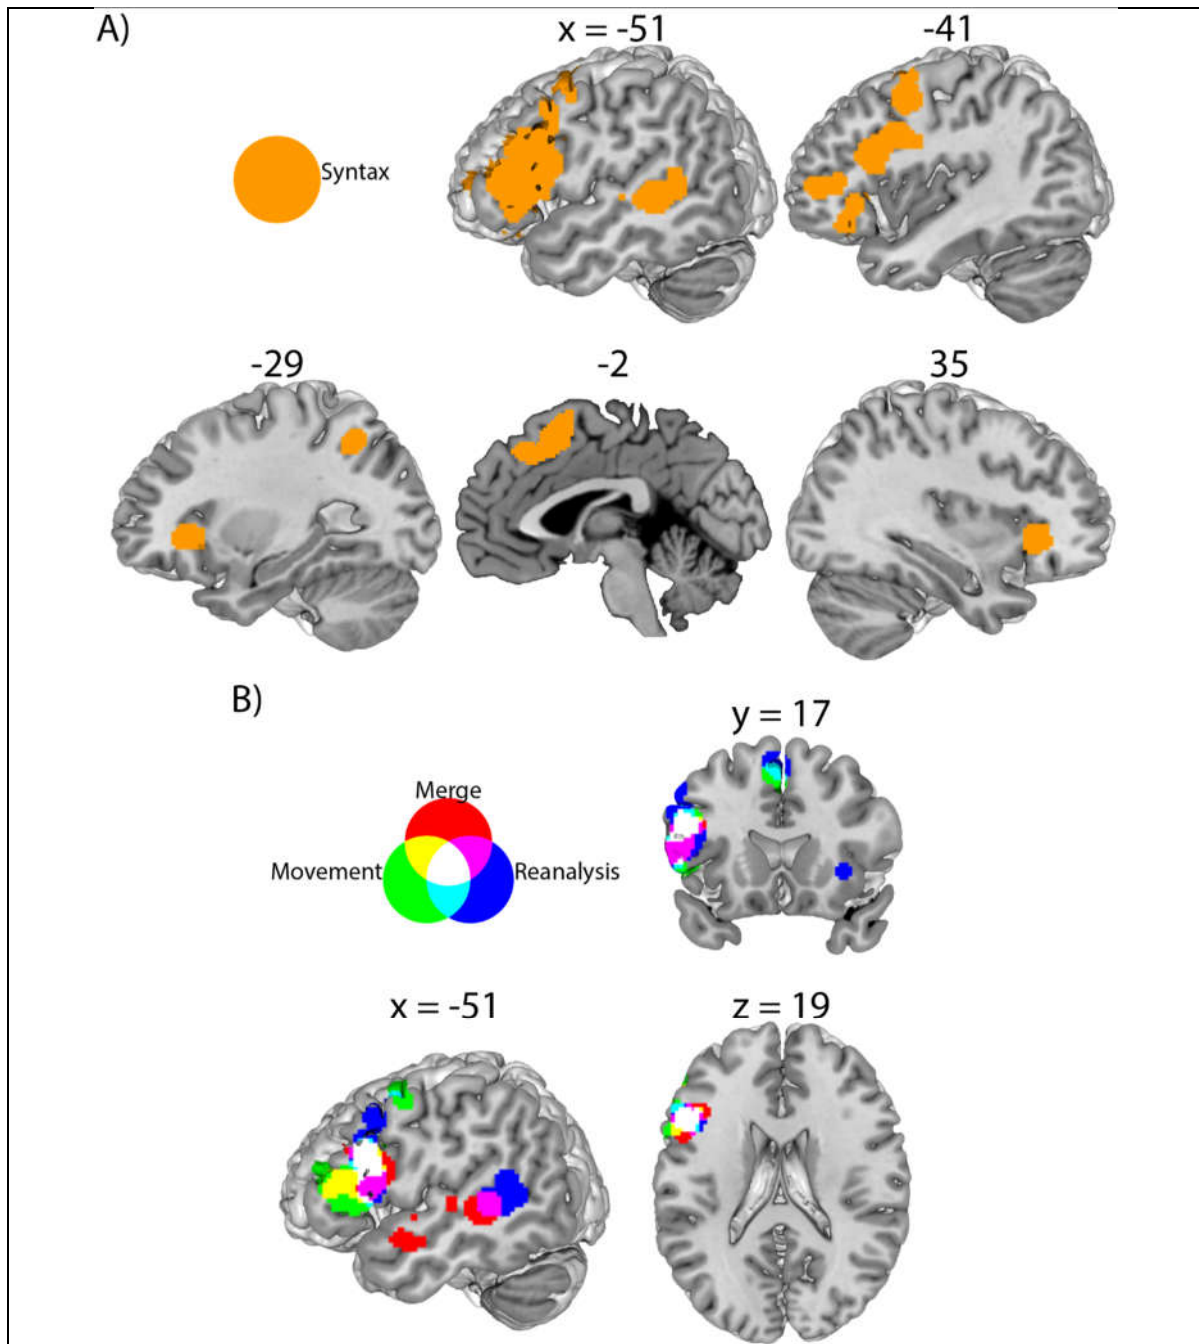 A)
x = -51
-41
Syntax
-29
-2
35
B)
y = 17
Merge
Movement
Reanalysis
x = -51
z = 19